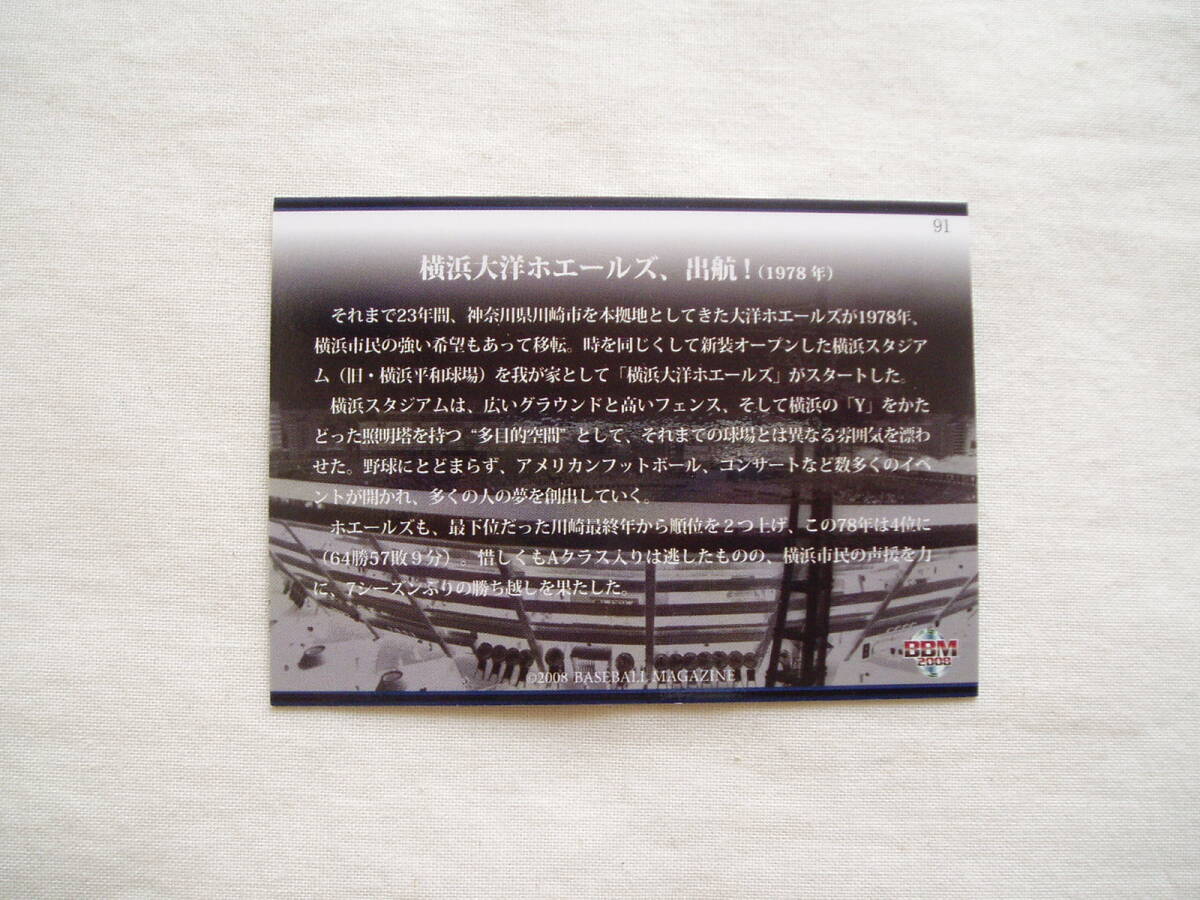 91
横浜大洋ホエールズ、出航！(1978年)
それまで23年間、神奈川県川崎市を本拠地としてきた大洋ホエールズが1978年、
横浜市民の強い希望もあって移転。時を同じくして新装オープンした横浜スタジア
ム（旧・横浜平和球場）を我が家として「横浜大洋ホエールズ」がスタートした。
横浜スタジアムは、広いグラウンドと高いフェンス、そして横浜の「Y」をかた
どった照明塔を持つ“多目的空間”として、それまでの球場とは異なる雰囲気を漂わ
せた。野球にとどまらず、アメリカンフットボール、コンサートなど数多くのイベ
ントが開かれ、多くの人の夢を創出していく。
ホエールズも、最下位だった川崎最終年から順位を２つ上げ、この78年は4位に
（64勝57敗９分）。惜しくもAクラス入りは逃したものの、横浜市民の声援を力
に、7シーズンぶりの勝ち越しを果たした。
BBM
2008
©2008 BASEBALL MAGAZINE